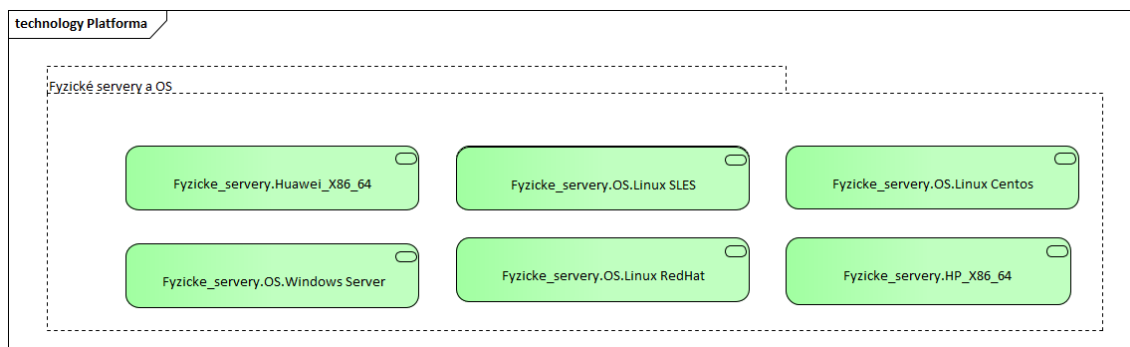 technology Platforma
Fyzické servery a OS
Fyzicke_servery.Huawei_X86_64
Fyzicke_servery.OS.Linux SLES
Fyzicke_servery.OS.Linux Centos
Fyzicke_servery.OS.Windows Server
Fyzicke_servery.OS.Linux RedHat
Fyzicke_servery.HP_X86_64